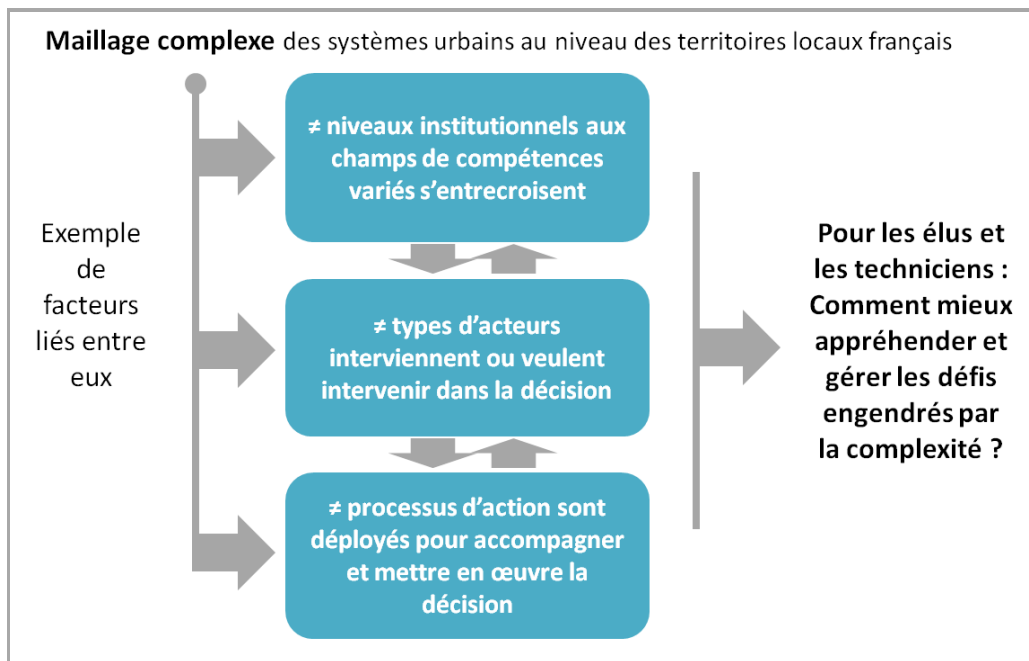 Maillage complexe des systèmes urbains au niveau des territoires locaux français
≠ niveaux institutionnels aux
champs de compétences
variés s’entrecroisent
Exemple
de
facteurs
liés entre
eux
≠ types d’acteurs
interviennent ou veulent
intervenir dans la décision
≠ processus d’action sont
déployés pour accompagner
et mettre en œuvre la
décision
Pour les élus et
les techniciens :
Comment mieux
appréhender et
gérer les défis
engendrés par
la complexité ?